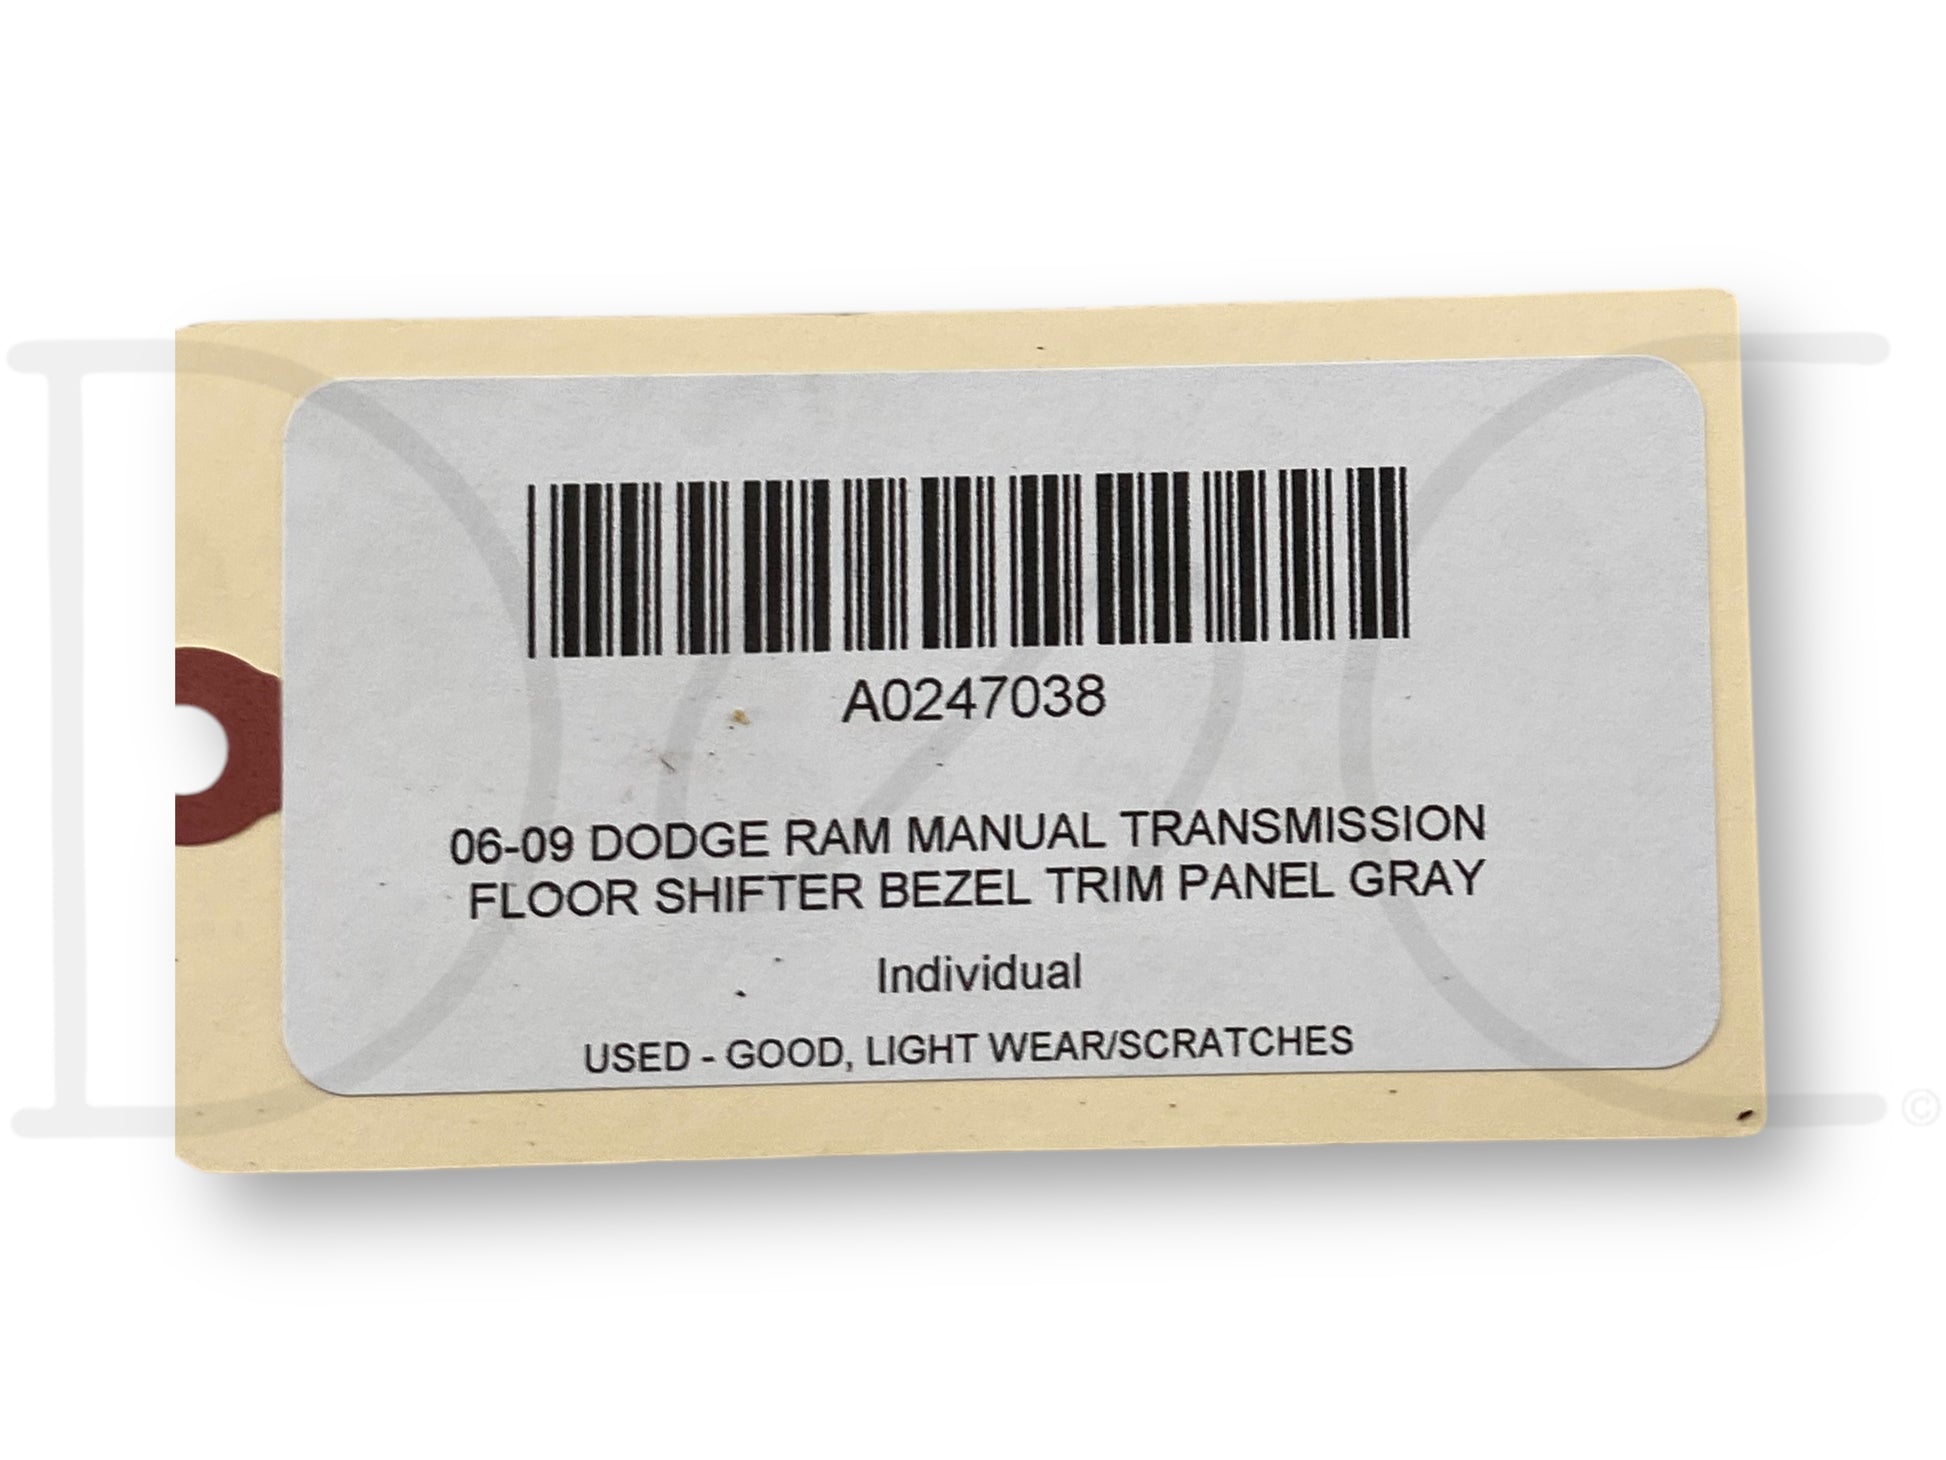 A0247038
06-09 DODGE RAM MANUAL TRANSMISSION
FLOOR SHIFTER BEZEL TRIM PANEL GRAY
Individual
USED - GOOD, LIGHT WEAR/SCRATCHES
©